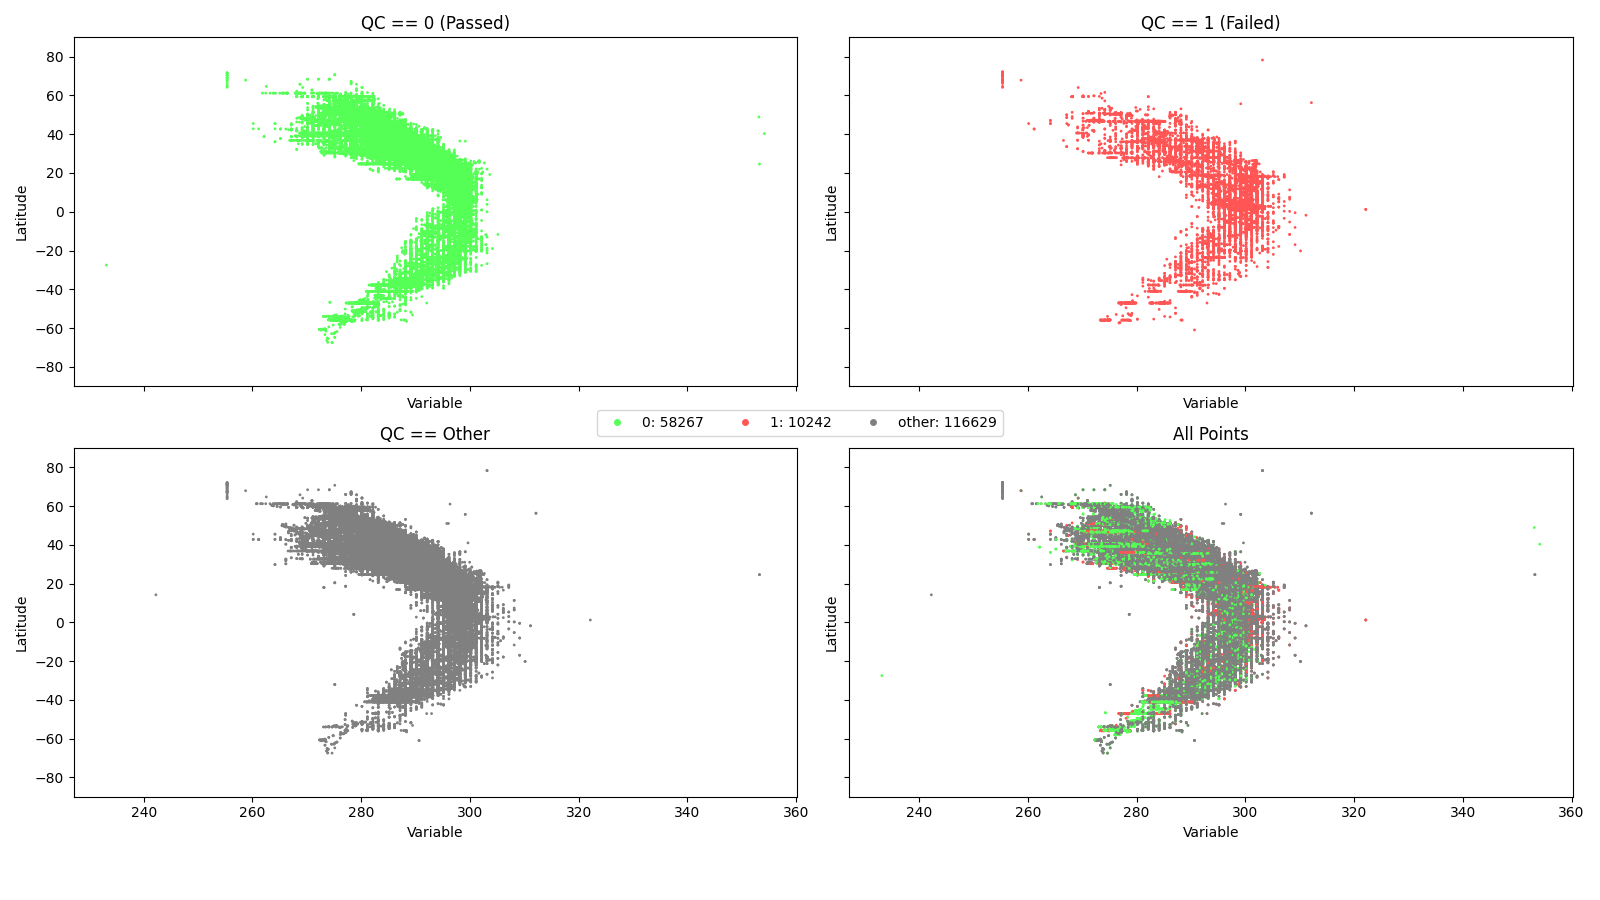 QC == 0 (Passed)
QC == 1 (Failed)
80
60
40
20
0
−20
−40
−60
−80
Latitude
Latitude
Variable
Variable
0: 58267
1: 10242
other: 116629
QC == Other
All Points
80
60
40
20
0
−20
−40
−60
−80
Latitude
Latitude
240
260
280
300
320
340
360
240
260
280
300
320
340
360
Variable
Variable